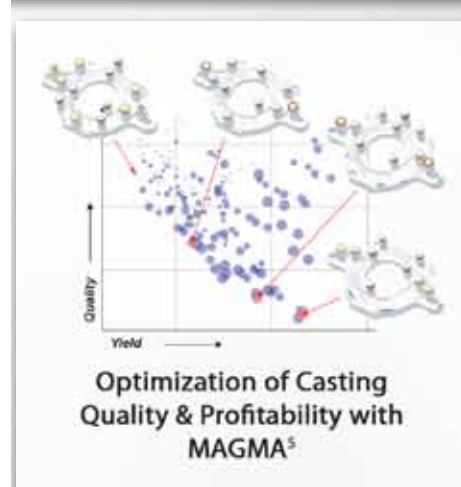 Quality
Yield
Optimization of Casting
Quality & Profitability with
MAGMA⁵